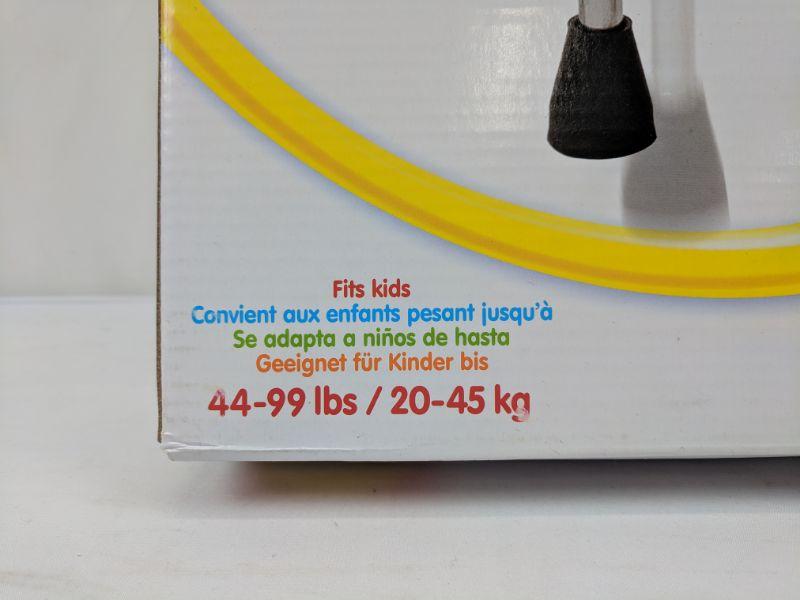 Fits kids
Convient aux enfants pesant jusqu'à
Se adapta a niños de hasta
Geeignet für Kinder bis
44-99 lbs / 20-45 kg